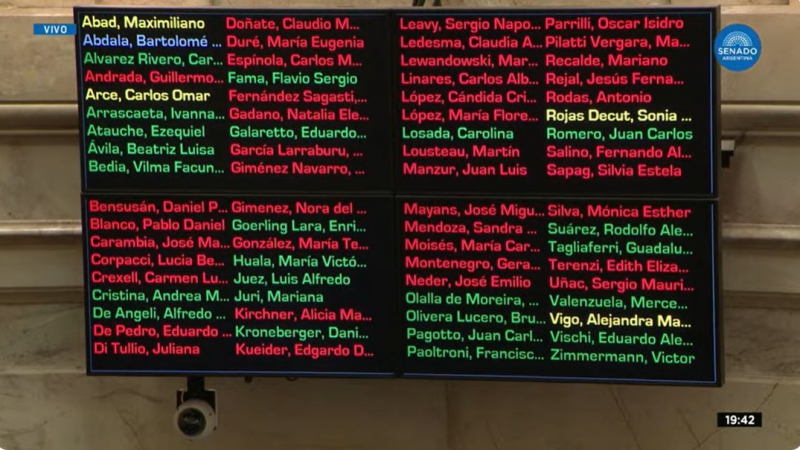 VIVO
SENADO
ARGENTINA
Abad, Maximiliano
Abdala, Bartolomé ...
Alvarez Rivero, Car...
Andrada, Guillermo...
Arce, Carlos Omar
Arrascaeta, Ivanna...
Atauche, Ezequiel
Ávila, Beatriz Luisa
Bedia, Vilma Facun...
Doñate, Claudio M...
Duré, María Eugenia
Espínola, Carlos M...
Fama, Flavio Sergio
Fernández Sagasti,...
Gadano, Natalia Ele...
Galaretto, Eduardo...
García Larraburu, ...
Giménez Navarro, ...
Leavy, Sergio Napo...
Ledesma, Claudia A...
Lewandowski, Mar...
Linares, Carlos Alb...
López, Cándida Cri...
López, María Flore...
Losada, Carolina
Lousteau, Martín
Manzur, Juan Luis
Parrilli, Oscar Isidro
Pilatti Vergara, Ma...
Recalde, Mariano
Rejal, Jesús Ferna...
Rodas, Antonio
Rojas Decut, Sonia ...
Romero, Juan Carlos
Salino, Fernando Al...
Sapag, Silvia Estela
Bensusán, Daniel P...
Blanco, Pablo Daniel
Carambia, José Ma...
Corpacci, Lucia Be...
Crexell, Carmen Lu...
Cristina, Andrea M...
De Angeli, Alfredo ...
De Pedro, Eduardo ...
Di Tullio, Juliana
Gimenez, Nora del ...
Goerling Lara, Enri...
González, María Te...
Huala, María Victó...
Juez, Luis Alfredo
Juri, Mariana
Kirchner, Alicia Ma...
Kroneberger, Dani...
Kueider, Edgardo D...
Mayans, José Migu...
Mendoza, Sandra ...
Moisés, María Car...
Montenegro, Gera...
Neder, José Emilio
Olalla de Moreira, ...
Olivera Lucero, Bru...
Pagotto, Juan Carl...
Paoltroni, Francisc...
Silva, Mónica Esther
Suárez, Rodolfo Ale...
Tagliaferri, Guadalu...
Terenzi, Edith Eliza...
Uñac, Sergio Mauri...
Valenzuela, Merce...
Vigo, Alejandra Ma...
Vischi, Eduardo Ale...
Zimmermann, Victor
19:42